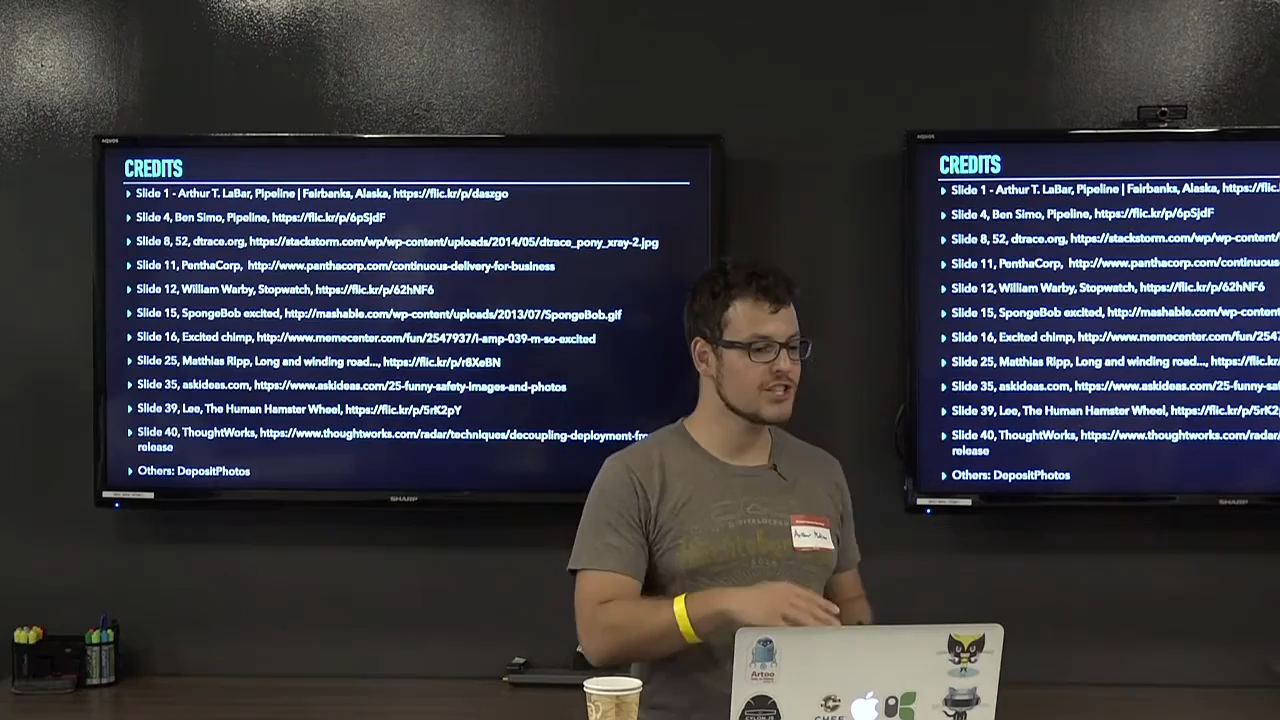 AQUOS
CREDITS
Slide 1 - Arthur T. LaBar, Pipeline | Fairbanks, Alaska, https://flic.kr/p/daszgo
Slide 4, Ben Simo, Pipeline, https://flic.kr/p/6pSjdF
Slide 8, 52, dtrace.org, https://stackstorm.com/wp/wp-content/uploads/2014/05/dtrace_pony_xray-2.jpg
Slide 11, PenthaCorp, http://www.panthacorp.com/continuous-delivery-for-business
Slide 12, William Warby, Stopwatch, https://flic.kr/p/62hNF6
Slide 15, SpongeBob excited, http://mashable.com/wp-content/uploads/2013/07/SpongeBob.gif
Slide 16, Excited chimp, http://www.memecenter.com/fun/2547937/i-amp-039-m-so-excited
Slide 25, Matthias Ripp, Long and winding road..., https://flic.kr/p/r8XeBN
Slide 35, askideas.com, https://www.askideas.com/25-funny-safety-images-and-photos
Slide 39, Lee, The Human Hamster Wheel, https://flic.kr/p/5rK2pY
Slide 40, ThoughtWorks, https://www.thoughtworks.com/radar/techniques/decoupling-deployment-fm
release
Others: DepositPhotos
SHARP
AQUOS
CREDITS
Slide 1 - Arthur T. LaBar, Pipeline | Fairbanks, Alaska, https://flic.
Slide 4, Ben Simo, Pipeline, https://flic.kr/p/6pSjdF
Slide 8, 52, dtrace.org, https://stackstorm.com/wp/wp-content/
Slide 11, PenthaCorp, http://www.panthacorp.com/continuous
Slide 12, William Warby, Stopwatch, https://flic.kr/p/62hNF6
Slide 15, SpongeBob excited, http://mashable.com/wp-conten
Slide 16, Excited chimp, http://www.memecenter.com/fun/254
Slide 25, Matthias Ripp, Long and winding road..., https://flic
Slide 35, askideas.com, https://www.askideas.com/25-funny-sa
Slide 39, Lee, The Human Hamster Wheel, https://flic.kr/p/5rK2
Slide 40, ThoughtWorks, https://www.thoughtworks.com/radar
release
Others: DepositPhotos
SHARP
Arthur
Artoo
CYLON.JS
CHEF